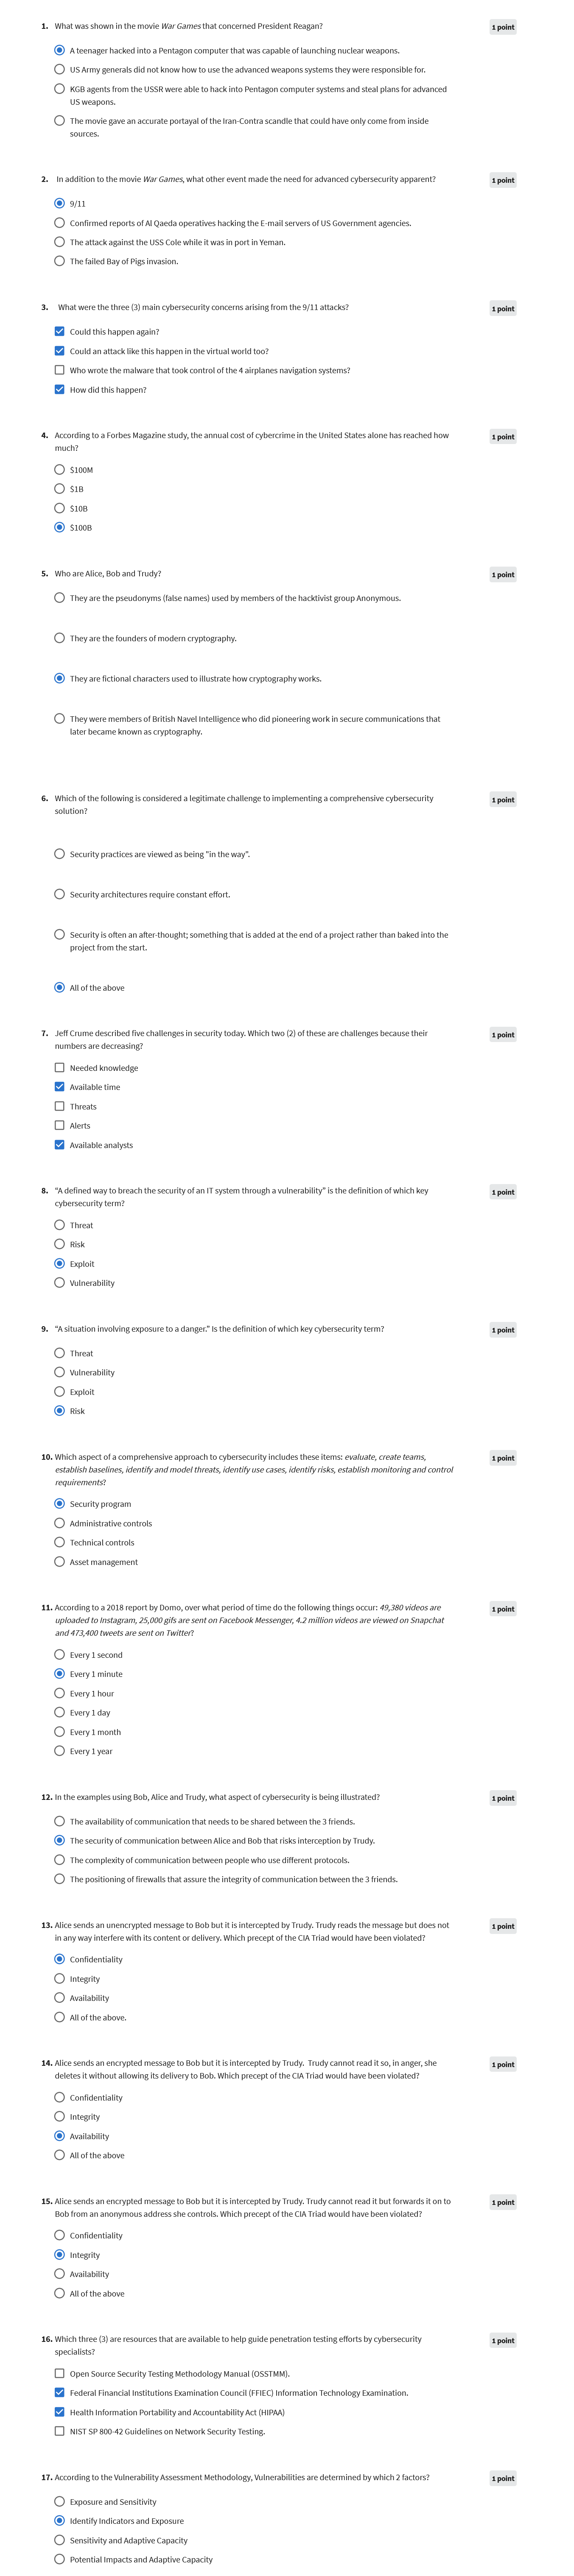 1. What was shown in the movie War Games that concerned President Reagan?
1 point
A teenager hacked into a Pentagon computer that was capable of launching nuclear weapons.
US Army generals did not know how to use the advanced weapons systems they were responsible for.
KGB agents from the USSR were able to hack into Pentagon computer systems and steal plans for advanced
US weapons.
The movie gave an accurate portayal of the Iran-Contra scandle that could have only come from inside
sources.
2. In addition to the movie War Games, what other event made the need for advanced cybersecurity apparent?
1 point
9/11
Confirmed reports of Al Qaeda operatives hacking the E-mail servers of US Government agencies.
The attack against the USS Cole while it was in port in Yeman.
The failed Bay of Pigs invasion.
3. What were the three (3) main cybersecurity concerns arising from the 9/11 attacks?
1 point
Could this happen again?
Could an attack like this happen in the virtual world too?
Who wrote the malware that took control of the 4 airplanes navigation systems?
How did this happen?
4. According to a Forbes Magazine study, the annual cost of cybercrime in the United States alone has reached how
much?
1 point
$100M
$1B
$10B
$100B
5. Who are Alice, Bob and Trudy?
1 point
They are the pseudonyms (false names) used by members of the hacktivist group Anonymous.
They are the founders of modern cryptography.
They are fictional characters used to illustrate how cryptography works.
They were members of British Navel Intelligence who did pioneering work in secure communications that
later became known as cryptography.
6. Which of the following is considered a legitimate challenge to implementing a comprehensive cybersecurity
solution?
1 point
Security practices are viewed as being "in the way".
Security architectures require constant effort.
Security is often an after-thought; something that is added at the end of a project rather than baked into the
project from the start.
All of the above
7. Jeff Crume described five challenges in security today. Which two (2) of these are challenges because their
numbers are decreasing?
1 point
Needed knowledge
Available time
Threats
Alerts
Available analysts
8. "A defined way to breach the security of an IT system through a vulnerability" is the definition of which key
cybersecurity term?
1 point
Threat
Risk
Exploit
Vulnerability
9. "A situation involving exposure to a danger." Is the definition of which key cybersecurity term?
1 point
Threat
Vulnerability
Exploit
Risk
10. Which aspect of a comprehensive approach to cybersecurity includes these items: evaluate, create teams,
establish baselines, identify and model threats, identify use cases, identify risks, establish monitoring and control
requirements?
1 point
Security program
Administrative controls
Technical controls
Asset management
11. According to a 2018 report by Domo, over what period of time do the following things occur: 49,380 videos are
uploaded to Instagram, 25,000 gifs are sent on Facebook Messenger, 4.2 million videos are viewed on Snapchat
and 473,400 tweets are sent on Twitter?
1 point
Every 1 second
Every 1 minute
Every 1 hour
Every 1 day
Every 1 month
Every 1 year
12. In the examples using Bob, Alice and Trudy, what aspect of cybersecurity is being illustrated?
1 point
The availability of communication that needs to be shared between the 3 friends.
The security of communication between Alice and Bob that risks interception by Trudy.
The complexity of communication between people who use different protocols.
The positioning of firewalls that assure the integrity of communication between the 3 friends.
13. Alice sends an unencrypted message to Bob but it is intercepted by Trudy. Trudy reads the message but does not
in any way interfere with its content or delivery. Which precept of the CIA Triad would have been violated?
1 point
Confidentiality
Integrity
Availability
All of the above.
14. Alice sends an encrypted message to Bob but it is intercepted by Trudy. Trudy cannot read it so, in anger, she
deletes it without allowing its delivery to Bob. Which precept of the CIA Triad would have been violated?
1 point
Confidentiality
Integrity
Availability
All of the above
15. Alice sends an encrypted message to Bob but it is intercepted by Trudy. Trudy cannot read it but forwards it on to
Bob from an anonymous address she controls. Which precept of the CIA Triad would have been violated?
1 point
Confidentiality
Integrity
Availability
All of the above
16. Which three (3) are resources that are available to help guide penetration testing efforts by cybersecurity
specialists?
1 point
Open Source Security Testing Methodology Manual (OSSTMM).
Federal Financial Institutions Examination Council (FFIEC) Information Technology Examination.
Health Information Portability and Accountability Act (HIPAA)
NIST SP 800-42 Guidelines on Network Security Testing.
17. According to the Vulnerability Assessment Methodology, Vulnerabilities are determined by which 2 factors?
1 point
Exposure and Sensitivity
Identify Indicators and Exposure
Sensitivity and Adaptive Capacity
Potential Impacts and Adaptive Capacity